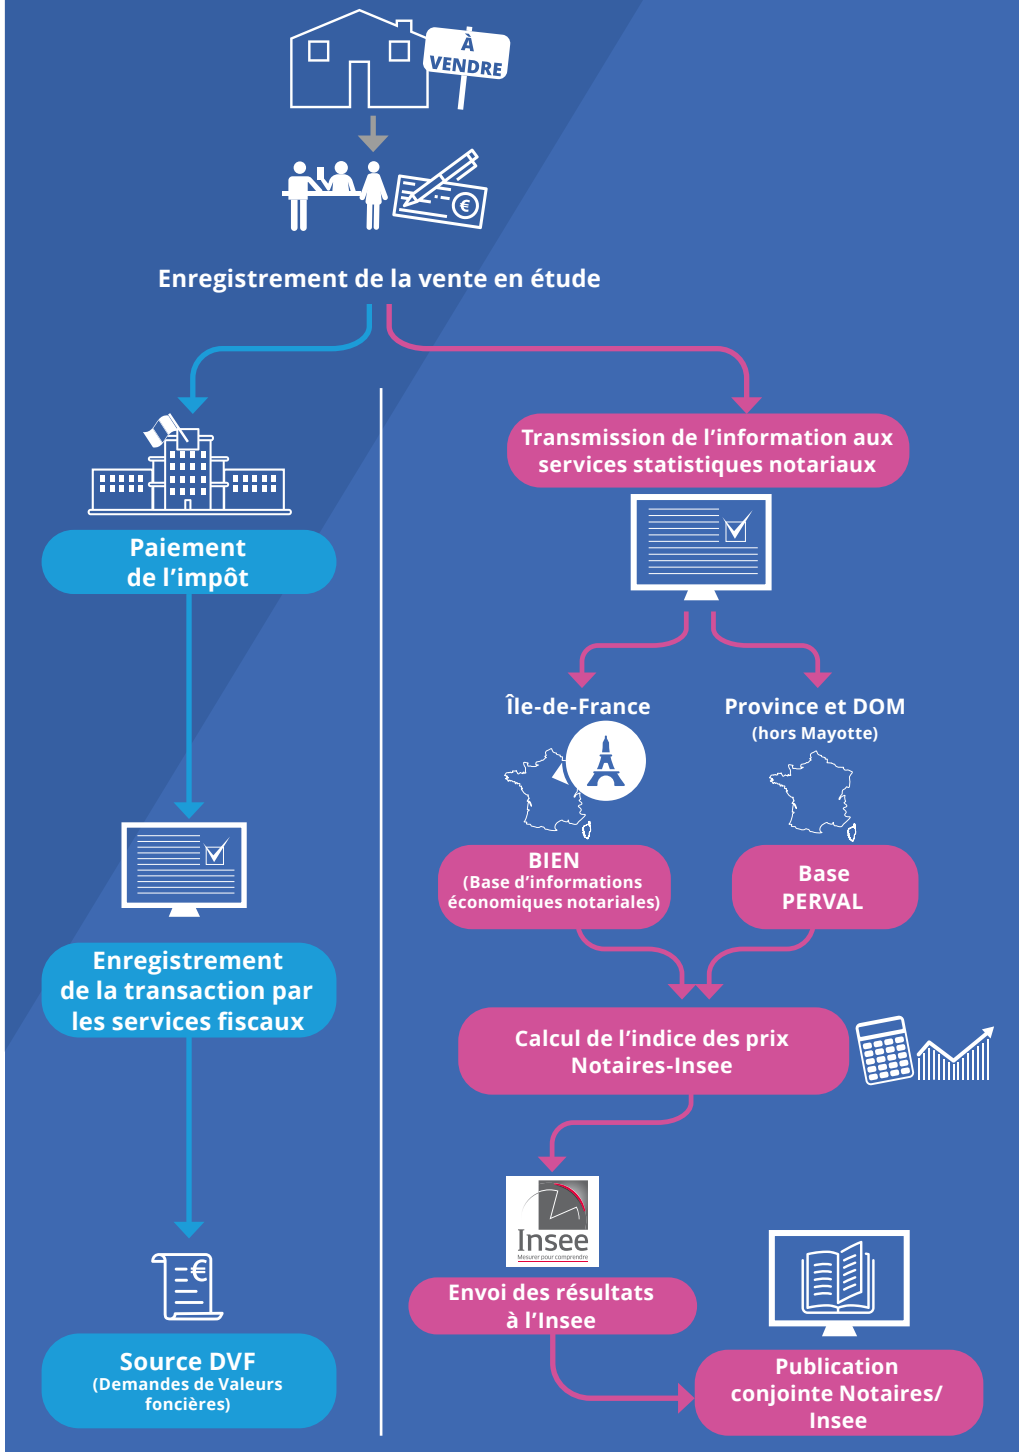 À
VENDRE
€
Enregistrement de la vente en étude
Paiement
de l'impôt
Enregistrement
de la transaction par
les services fiscaux
€
Source DVF
(Demandes de Valeurs
foncières)
Transmission de l'information aux
services statistiques notariaux
Île-de-France
Province et DOM
(hors Mayotte)
BIEN
(Base d'informations
économiques notariales)
Base
PERVAL
Calcul de l'indice des prix
Notaires-Insee
Insee
Mesurer pour comprendre
Envoi des résultats
à l'Insee
Publication
conjointe Notaires/
Insee